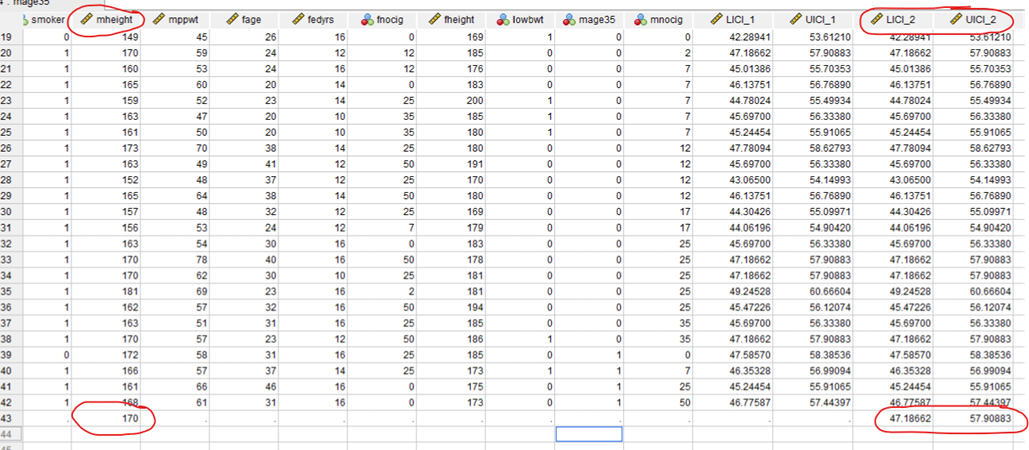 mage35
smoker mheight mppwt fage fedyrs fnocig fheight lowbwt mage35 mnocig LICI_1 UICI_1 LICI_2 UICI_2
19 0 149 45 26 16 0 169 1 0 0 42.28941 53.61210 42.28941 53.61210
20 1 170 59 24 12 12 185 0 0 2 47.18662 57.90883 47.18662 57.90883
21 1 160 53 24 16 12 176 0 0 7 45.01386 55.70353 45.01386 55.70353
22 1 165 60 20 14 0 183 0 0 7 46.13751 56.76890 46.13751 56.76890
23 1 159 52 23 14 25 200 1 0 7 44.78024 55.49934 44.78024 55.49934
24 1 163 47 20 10 35 185 1 0 7 45.69700 56.33380 45.69700 56.33380
25 1 161 50 20 10 35 180 1 0 7 45.24454 55.91065 45.24454 55.91065
26 1 173 70 38 14 25 180 0 0 12 47.78094 58.62793 47.78094 58.62793
27 1 163 49 41 12 50 191 0 0 12 45.69700 56.33380 45.69700 56.33380
28 1 152 48 37 12 25 170 0 0 12 43.06500 54.14993 43.06500 54.14993
29 1 165 64 38 14 50 180 0 0 12 46.13751 56.76890 46.13751 56.76890
30 1 157 48 32 12 25 169 0 0 17 44.30426 55.09971 44.30426 55.09971
31 1 156 53 24 12 7 179 0 0 17 44.06196 54.90420 44.06196 54.90420
32 1 163 54 30 16 0 183 0 0 25 45.69700 56.33380 45.69700 56.33380
33 1 170 78 40 16 50 178 0 0 25 47.18662 57.90883 47.18662 57.90883
34 1 170 62 30 10 25 181 0 0 25 47.18662 57.90883 47.18662 57.90883
35 1 181 69 23 16 2 181 0 0 25 49.24528 60.66604 49.24528 60.66604
36 1 162 57 32 16 50 194 0 0 25 45.47226 56.12074 45.47226 56.12074
37 1 163 51 31 16 25 185 0 0 35 45.69700 56.33380 45.69700 56.33380
38 1 170 57 23 12 50 186 1 0 35 47.18662 57.90883 47.18662 57.90883
39 0 172 58 31 16 25 185 0 1 0 47.58570 58.38536 47.58570 58.38536
40 1 166 57 37 14 25 173 1 1 7 46.35328 56.99094 46.35328 56.99094
41 1 161 66 46 16 0 175 0 1 25 45.24454 55.91065 45.24454 55.91065
42 1 168 61 31 16 0 173 0 1 50 46.77587 57.44397 46.77587 57.44397
43 . 170 . . . . . . . . . . 47.18662 57.90883
44